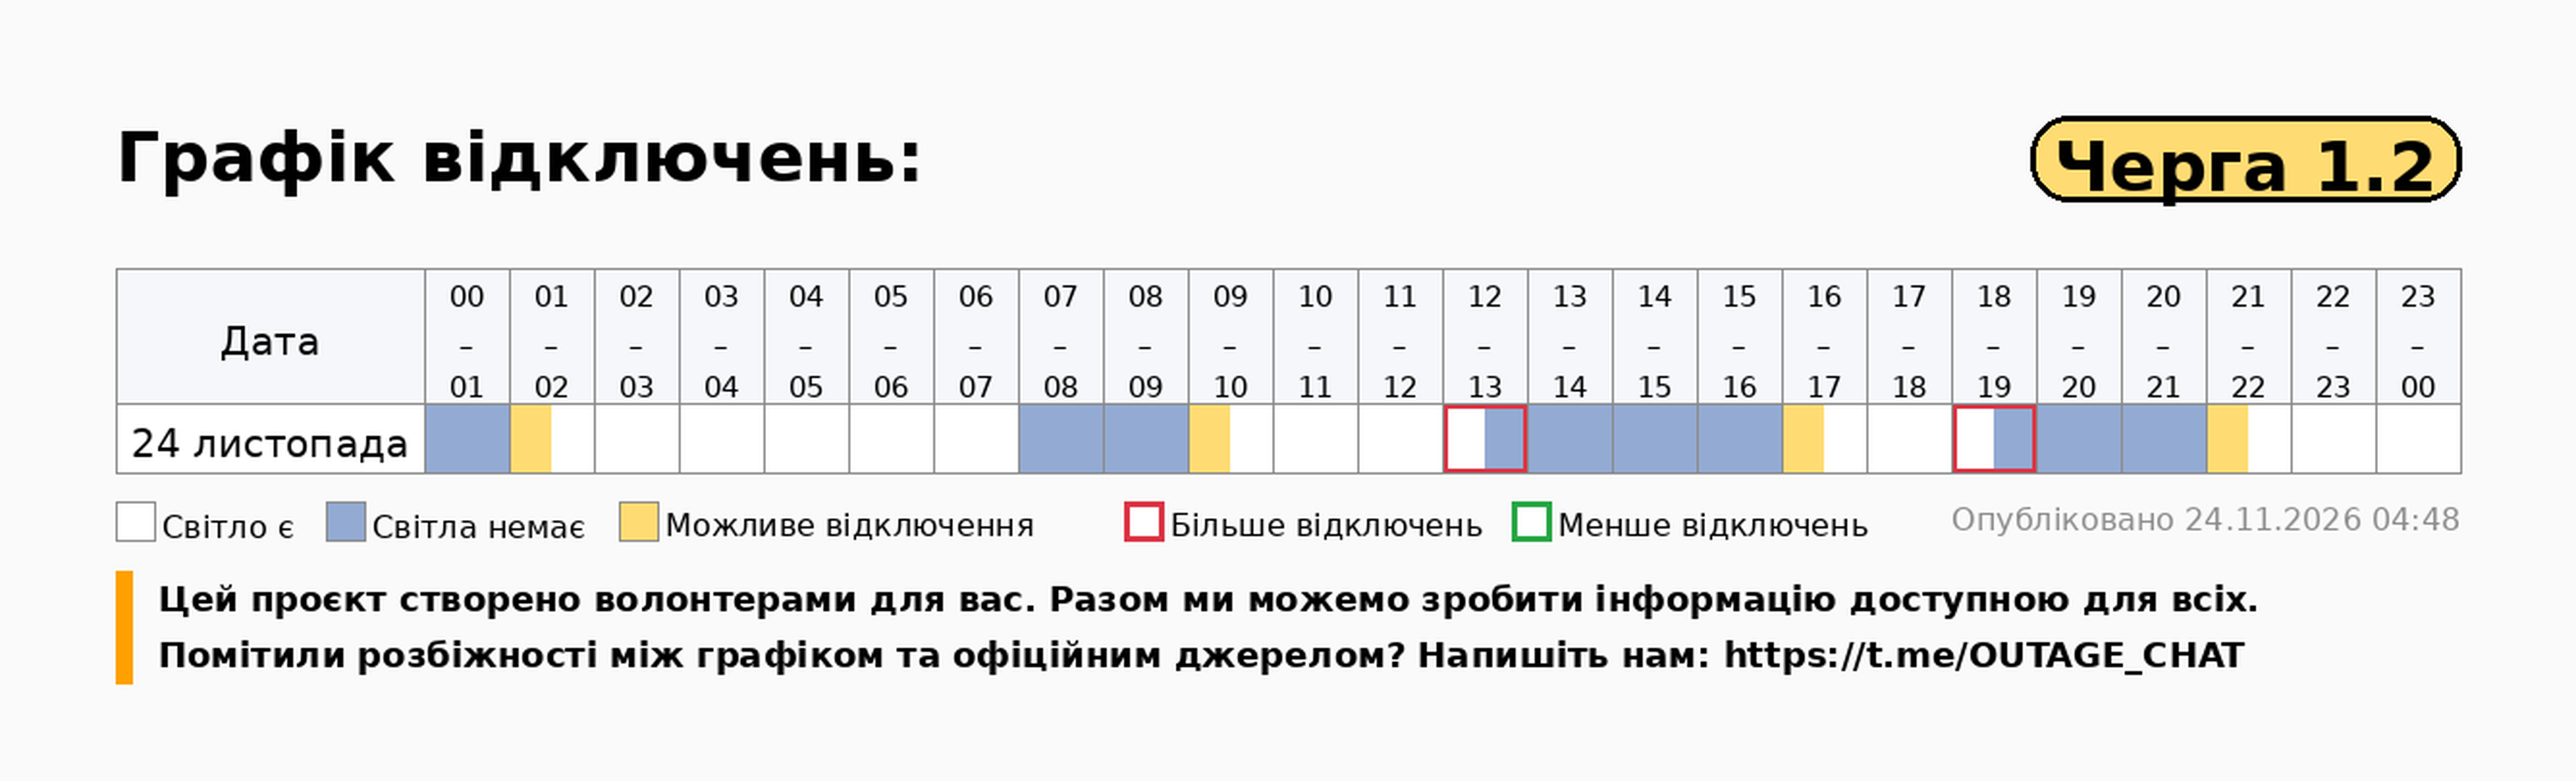 Графік відключень:
Черга 1.2
Дата
00 – 01
01 – 02
02 – 03
03 – 04
04 – 05
05 – 06
06 – 07
07 – 08
08 – 09
09 – 10
10 – 11
11 – 12
12 – 13
13 – 14
14 – 15
15 – 16
16 – 17
17 – 18
18 – 19
19 – 20
20 – 21
21 – 22
22 – 23
23 – 00
24 листопада
Світло є
Світла немає
Можливе відключення
Більше відключень
Менше відключень
Опубліковано 24.11.2026 04:48
Цей проєкт створено волонтерами для вас. Разом ми можемо зробити інформацію доступною для всіх.
Помітили розбіжності між графіком та офіційним джерелом? Напишіть нам: https://t.me/OUTAGE_CHAT